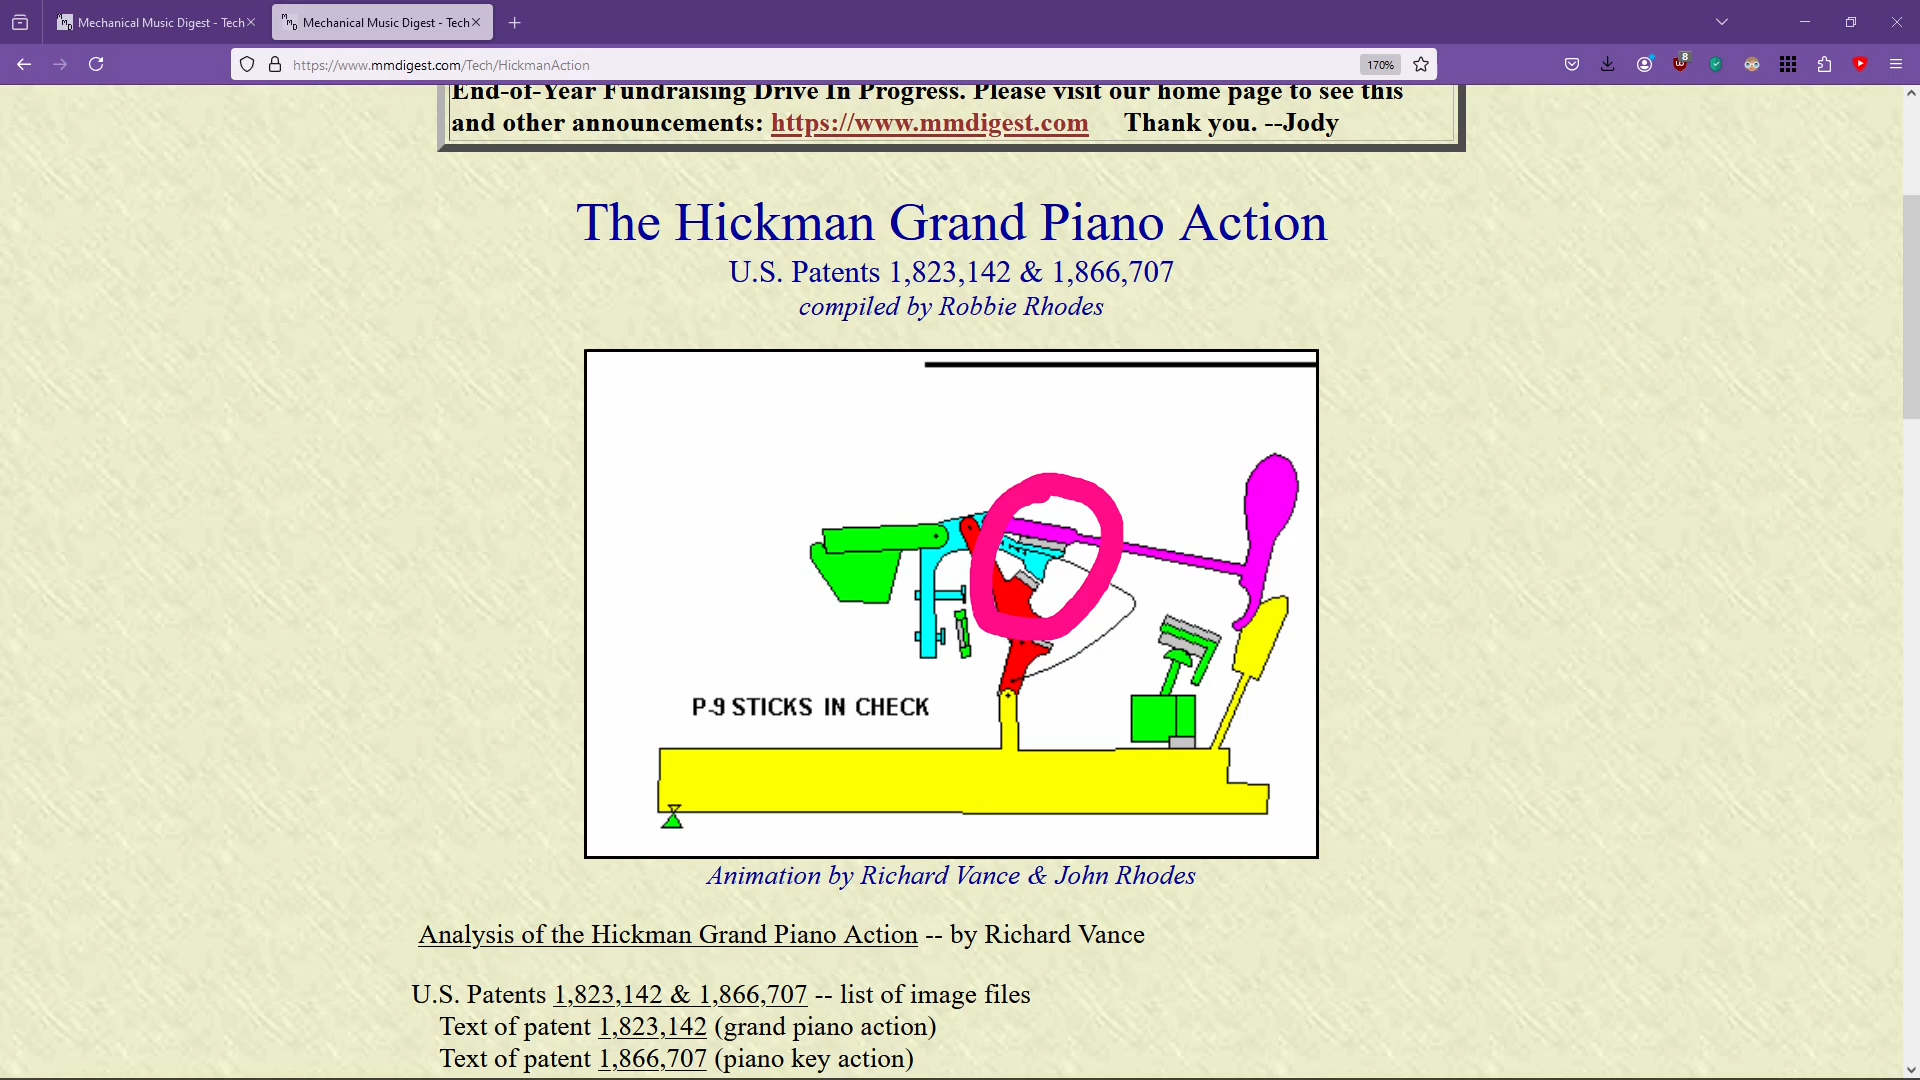 Mechanical Music Digest - Tech
Mechanical Music Digest - Tech
https://www.mmdigest.com/Tech/HickmanAction
170%
8
End-of-Year Fundraising Drive In Progress. Please visit our home page to see this
and other announcements: https://www.mmdigest.com Thank you. --Jody
The Hickman Grand Piano Action
U.S. Patents 1,823,142 & 1,866,707
compiled by Robbie Rhodes
P-9 STICKS IN CHECK
Animation by Richard Vance & John Rhodes
Analysis of the Hickman Grand Piano Action -- by Richard Vance
U.S. Patents 1,823,142 & 1,866,707 -- list of image files
Text of patent 1,823,142 (grand piano action)
Text of patent 1,866,707 (piano key action)